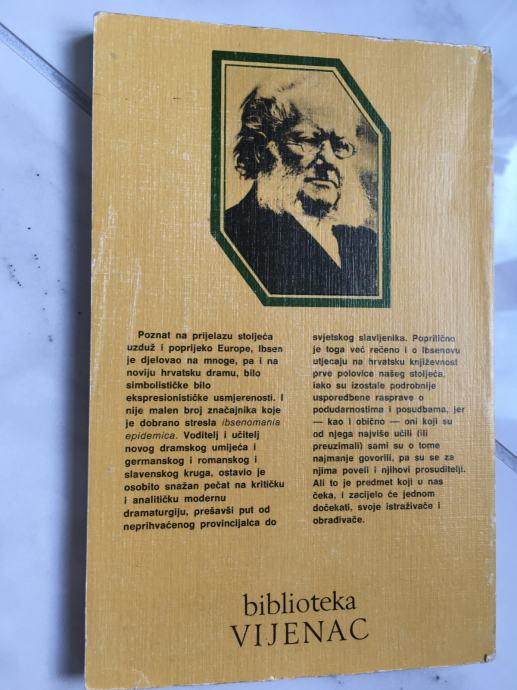 Poznat na prijelazu stoljeća
uzduž i poprijeko Europe, Ibsen
je djelovao na mnoge, pa i na
noviju hrvatsku dramu, bilo
simbolističke bilo
ekspresionističke usmjerenosti. I
nije malen broj značajnika koje
je dobrano stresla ibsenomania
epidemica. Voditelj i učitelj
novog dramskog umijeća i
germanskog i romanskog i
slavenskog kruga, ostavio je
osobito snažan pečat na kritičku
i analitičku modernu
dramaturgiju, prešavši put od
neprihvaćenog provincijalca do
svjetskog slavljenika. Poprilično
je toga već rečeno i o Ibsenovu
utjecaju na hrvatsku književnost
prve polovice našeg stoljeća,
iako su izostale podrobnije
usporedbene rasprave o
podudarnostima i posudbama, jer
— kao i obično — oni koji su
od njega najviše učili (ili
preuzimali) sami su o tome
najmanje govorili, pa su se za
njima poveli i njihovi prosuditelji.
Ali to je predmet koji u nas
čeka, i zacijelo će jednom
dočekati, svoje istraživače i
obrađivače.
biblioteka
VIJENAC